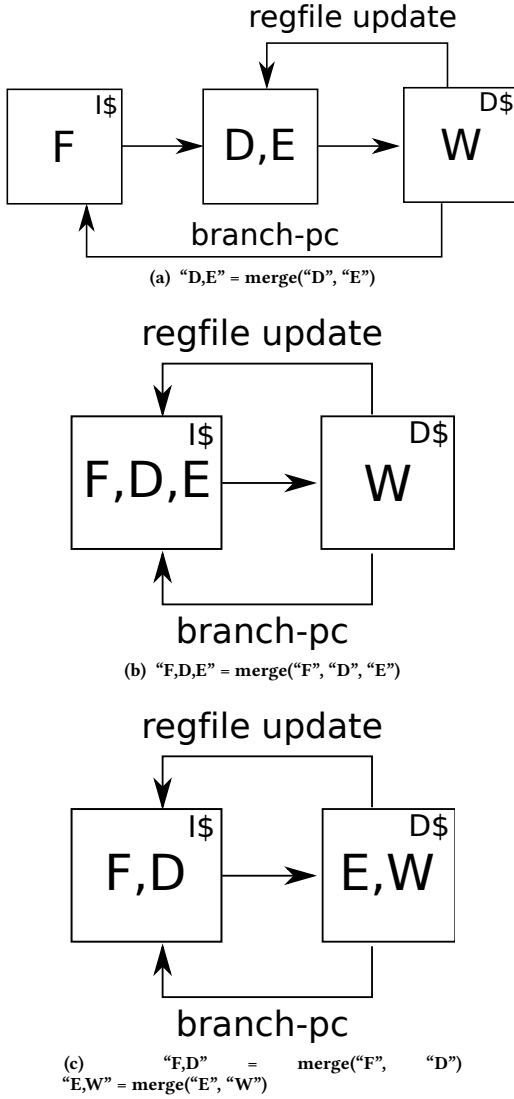 regfile update
I$
D$
F
D,E
W
branch-pc
(a) “D,E” = merge(“D”, “E”)
regfile update
I$
D$
F,D,E
W
branch-pc
(b) “F,D,E” = merge(“F”, “D”, “E”)
regfile update
I$
D$
F,D
E,W
branch-pc
(c) “F,D” = merge(“F”, “D”)
“E,W” = merge(“E”, “W”)